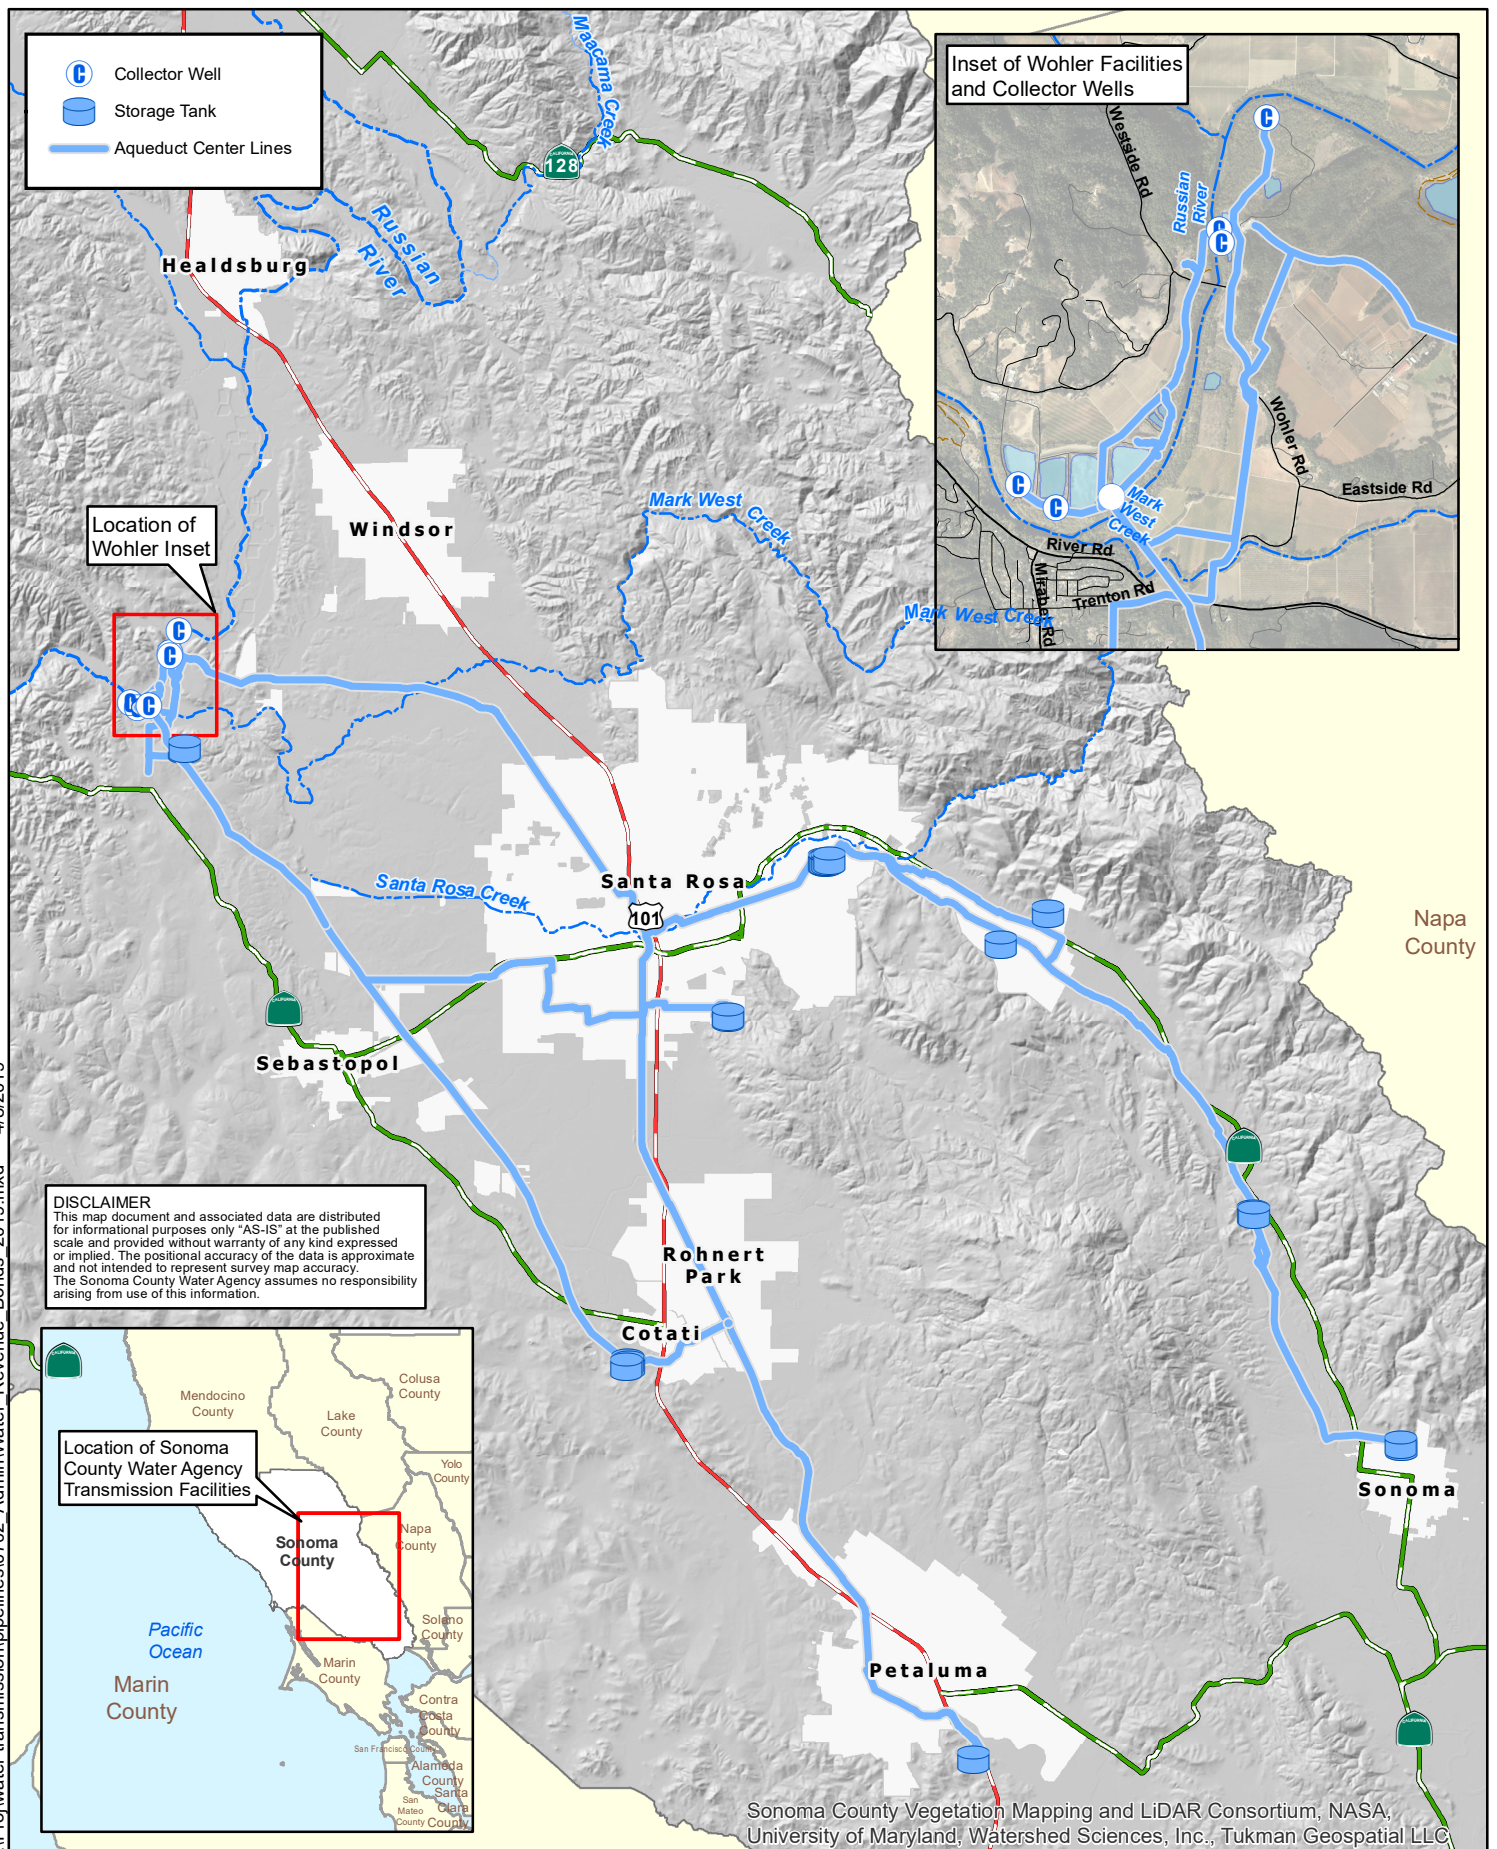 Collector Well
Storage Tank
Aqueduct Center Lines
Maacama Creek
CALIFORNIA
128
Inset of Wohler Facilities
and Collector Wells
C
Westside Rd
Russian
River
C
C
Wohler Rd
Eastside Rd
C
C
Mark
West
Creek
River Rd
Mirabel Rd
Trenton Rd
Russian
River
Healdsburg
Windsor
Mark West Creek
Mark West Creek
Location of
Wohler Inset
C
C
C
C
Santa Rosa Creek
Santa Rosa
101
Napa
County
CALIFORNIA
Sebastopol
CALIFORNIA
DISCLAIMER
This map document and associated data are distributed
for informational purposes only “AS-IS” at the published
scale and provided without warranty of any kind expressed
or implied. The positional accuracy of the data is approximate
and not intended to represent survey map accuracy.
The Sonoma County Water Agency assumes no responsibility
arising from use of this information.
Rohnert
Park
Cotati
CALIFORNIA
Mendocino
County
Lake
County
Colusa
County
Yolo
County
Location of Sonoma
County Water Agency
Transmission Facilities
Sonoma
County
Napa
County
Solano
County
Pacific
Ocean
Marin
County
Marin
County
Contra
Costa
County
San Francisco County
Alameda
County
Santa
Clara
County
San
Mateo
County
Sonoma
Petaluma
CALIFORNIA
Sonoma County Vegetation Mapping and LiDAR Consortium, NASA,
University of Maryland, Watershed Sciences, Inc., Tukman Geospatial LLC